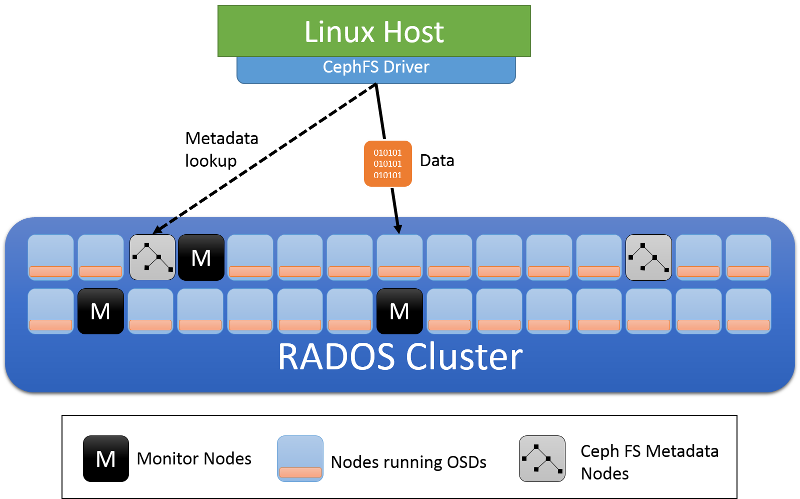 Linux Host
CephFS Driver
Metadata
lookup
010101
010101
010101
Data
M
M
M
RADOS Cluster
M
Monitor Nodes
Nodes running OSDs
Ceph FS Metadata
Nodes